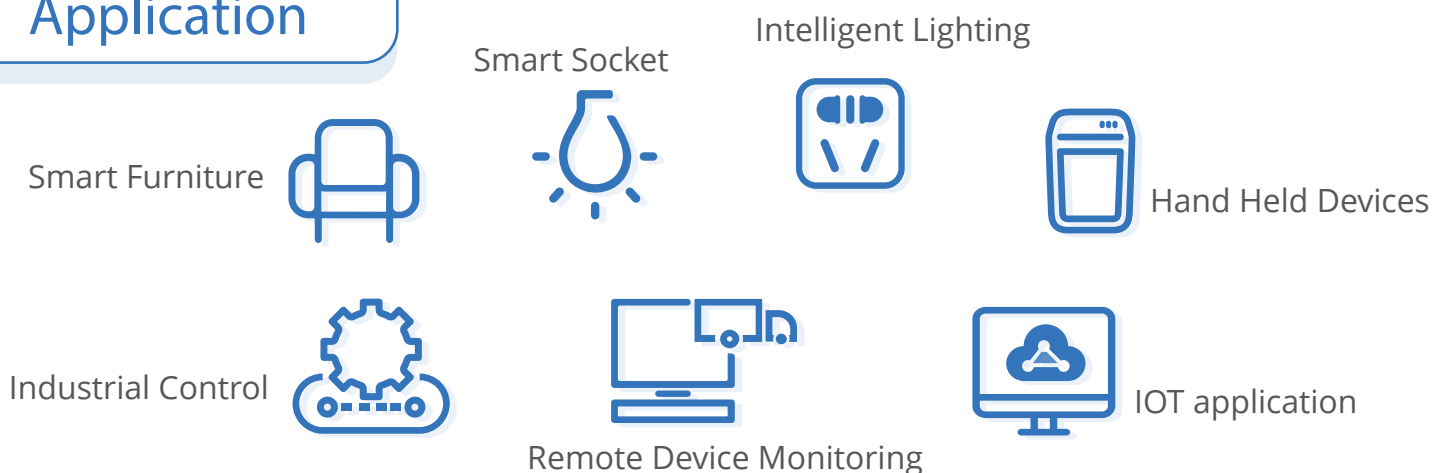 Application
Intelligent Lighting
Smart Socket
Smart Furniture
Hand Held Devices
Industrial Control
IOT application
Remote Device Monitoring